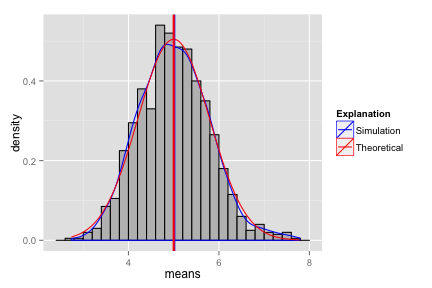 density
0.4
0.2
0.0
4
6
8
means
Explanation
Simulation
Theoretical